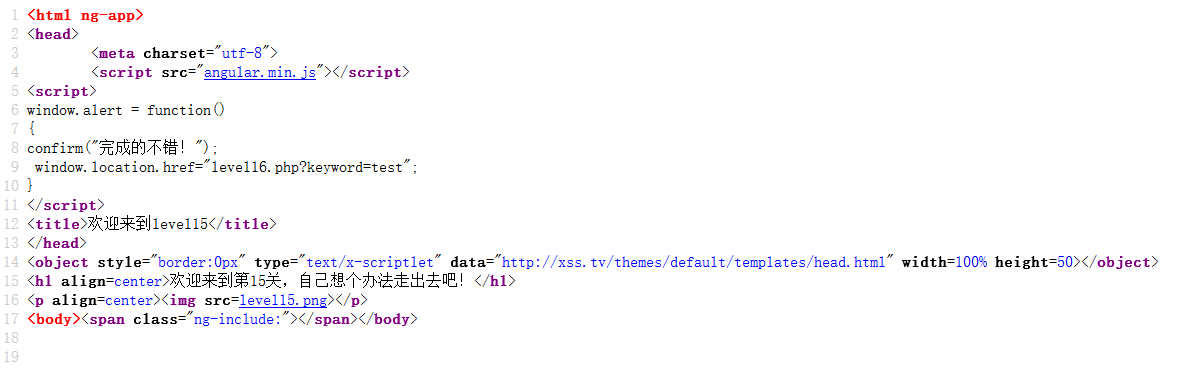 1 <html ng-app>
2 <head>
3 <meta charset="utf-8">
4 <script src="angular.min.js"></script>
5 <script>
6 window.alert = function()
7 {
8 confirm("完成的不错！");
9 window.location.href="level16.php?keyword=test";
10 }
11 </script>
12 <title>欢迎来到level15</title>
13 </head>
14 <object style="border:0px" type="text/x-scriptlet" data="http://xss.tv/themes/default/templates/head.html" width=100% height=50></object>
15 <h1 align=center>欢迎来到第15关，自己想个办法走出去吧！</h1>
16 <p align=center><img src=level15.png></p>
17 <body><span class="ng-include:"></span></body>
18
19